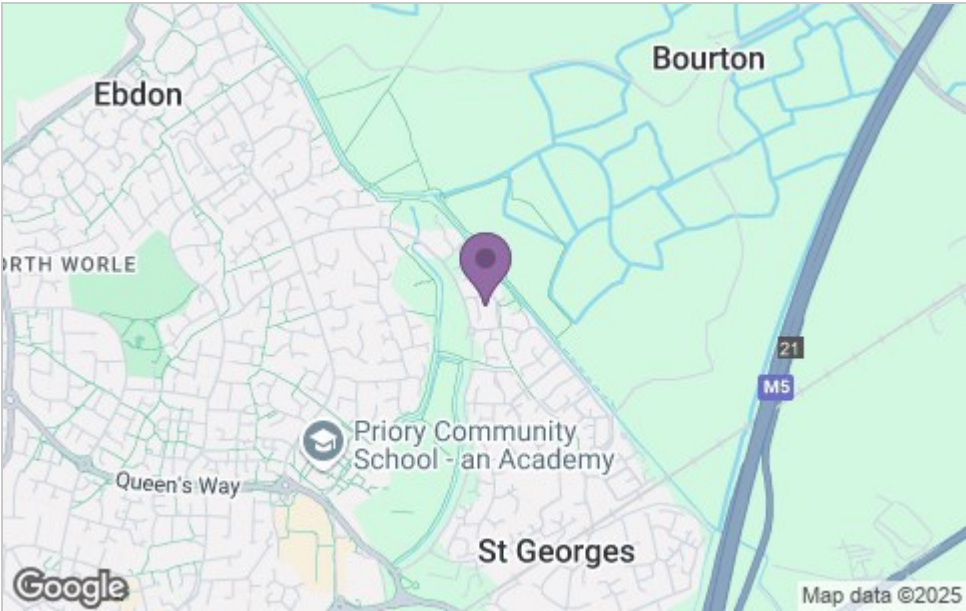 Bourton
Ebdon
ORTH WORLE
21
M5
Priory Community
School - an Academy
Queen's Way
St Georges
Google
Map data ©2025